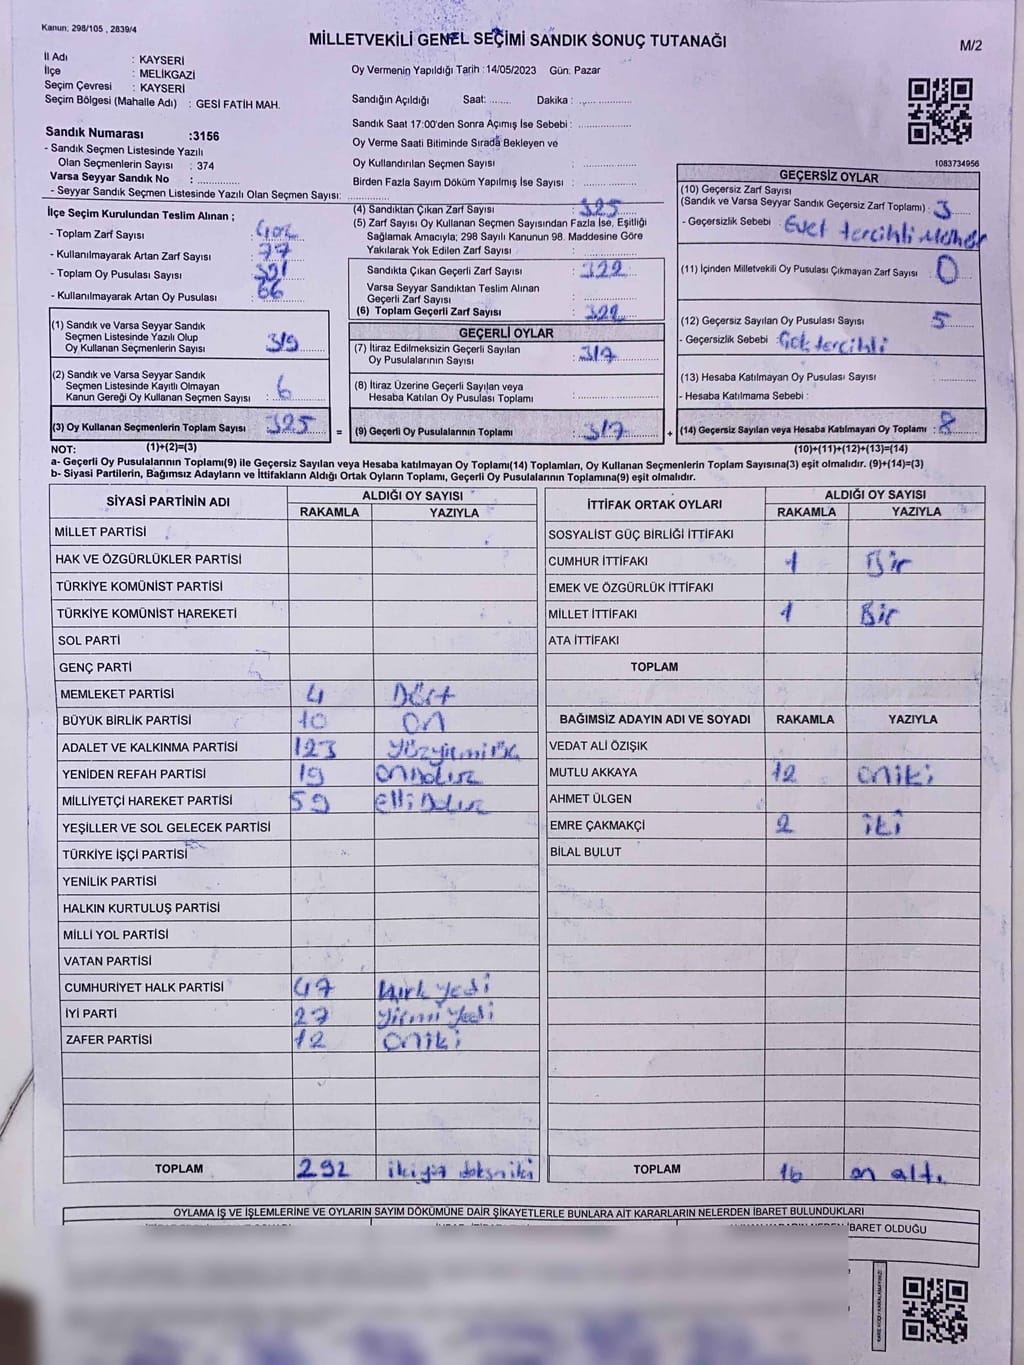 Kanun: 298/105 , 2839/4
MİLLETVEKİLİ GENEL SEÇİMİ SANDIK SONUÇ TUTANAĞI
M/2
İl Adı : KAYSERİ
İlçe : MELİKGAZİ
Seçim Çevresi : KAYSERİ
Seçim Bölgesi (Mahalle Adı) : GESİ FATİH MAH.
Sandık Numarası :3156
- Sandık Seçmen Listesinde Yazılı
Olan Seçmenlerin Sayısı : 374
Varsa Seyyar Sandık No : ............
- Seyyar Sandık Seçmen Listesinde Yazılı Olan Seçmen Sayısı: ............
Oy Vermenin Yapıldığı Tarih : 14/05/2023 Gün: Pazar
Sandığın Açıldığı Saat: ....... Dakika : ..... ............
Sandık Saat 17:00'den Sonra Açımış İse Sebebi : ................
Oy Verme Saati Bitiminde Sırada Bekleyen ve
Oy Kullandırılan Seçmen Sayısı : ................
Birden Fazla Sayım Döküm Yapılmış İse Sayısı : ................
1083734956
İlçe Seçim Kurulundan Teslim Alınan ;
- Toplam Zarf Sayısı : 402
- Kullanılmayarak Artan Zarf Sayısı : 77
- Toplam Oy Pusulası Sayısı :
- Kullanılmayarak Artan Oy Pusulası : 66
(1) Sandık ve Varsa Seyyar Sandık
Seçmen Listesinde Yazılı Olup
Oy Kullanan Seçmenlerin Sayısı : 319
(2) Sandık ve Varsa Seyyar Sandık
Seçmen Listesinde Kayıtlı Olmayan
Kanun Gereği Oy Kullanan Seçmen Sayısı : 6
(3) Oy Kullanan Seçmenlerin Toplam Sayısı : 325 =
(1)+(2)=(3)
(4) Sandıktan Çıkan Zarf Sayısı : 325
(5) Zarf Sayısı Oy Kullanan Seçmen Sayısından Fazla İse, Eşitliği
Sağlamak Amacıyla; 298 Sayılı Kanunun 98. Maddesine Göre
Yakılarak Yok Edilen Zarf Sayısı : ................
Sandıkta Çıkan Geçerli Zarf Sayısı : 322
Varsa Seyyar Sandıktan Teslim Alınan
Geçerli Zarf Sayısı : ................
(6) Toplam Geçerli Zarf Sayısı : 322
GEÇERLİ OYLAR
(7) İtiraz Edilmeksizin Geçerli Sayılan
Oy Pusulalarının Sayısı : 317
(8) İtiraz Üzerine Geçerli Sayılan veya
Hesaba Katılan Oy Pusulası Toplamı : ................
(9) Geçerli Oy Pusulalarının Toplamı : 317 +
GEÇERSİZ OYLAR
(10) Geçersiz Zarf Sayısı
(Sandık ve Varsa Seyyar Sandık Geçersiz Zarf Toplamı) : 3
- Geçersizlik Sebebi : Evet tercihli Mühür
(11) İçinden Milletvekili Oy Pusulası Çıkmayan Zarf Sayısı : 0
(12) Geçersiz Sayılan Oy Pusulası Sayısı : 5
- Geçersizlik Sebebi : Çok tercihli
(13) Hesaba Katılmayan Oy Pusulası Sayısı : ............
- Hesaba Katılmama Sebebi :
(14) Geçersiz Sayılan veya Hesaba Katılmayan Oy Toplamı : 8
(10)+(11)+(12)+(13)=(14)
NOT:
a- Geçerli Oy Pusulalarının Toplamı(9) ile Geçersiz Sayılan veya Hesaba katılmayan Oy Toplamı(14) Toplamları, Oy Kullanan Seçmenlerin Toplam Sayısına(3) eşit olmalıdır. (9)+(14)=(3)
b- Siyasi Partilerin, Bağımsız Adayların ve İttifakların Aldığı Ortak Oyların Toplamı, Geçerli Oy Pusulalarının Toplamına(9) eşit olmalıdır.
SİYASİ PARTİNİN ADI ALDIĞI OY SAYISI
RAKAMLA YAZIYLA
MİLLET PARTİSİ
HAK VE ÖZGÜRLÜKLER PARTİSİ
TÜRKİYE KOMÜNİST PARTİSİ
TÜRKİYE KOMÜNİST HAREKETİ
SOL PARTİ
GENÇ PARTİ
MEMLEKET PARTİSİ 4 Dört
BÜYÜK BİRLİK PARTİSİ 10 on
ADALET VE KALKINMA PARTİSİ 123 yüzyirmiüç
YENİDEN REFAH PARTİSİ 19 ondokuz
MİLLİYETÇİ HAREKET PARTİSİ 59 ellidokuz
YEŞİLLER VE SOL GELECEK PARTİSİ
TÜRKİYE İŞÇİ PARTİSİ
YENİLİK PARTİSİ
HALKIN KURTULUŞ PARTİSİ
MİLLİ YOL PARTİSİ
VATAN PARTİSİ
CUMHURİYET HALK PARTİSİ 47 kırk yedi
İYİ PARTİ 27 yirmi yedi
ZAFER PARTİSİ 12 oniki
TOPLAM 292 ikiyüz doksniki
İTTİFAK ORTAK OYLARI ALDIĞI OY SAYISI
RAKAMLA YAZIYLA
SOSYALİST GÜÇ BİRLİĞİ İTTİFAKI
CUMHUR İTTİFAKI 1 Bir
EMEK VE ÖZGÜRLÜK İTTİFAKI
MİLLET İTTİFAKI 1 Bir
ATA İTTİFAKI
TOPLAM
BAĞIMSIZ ADAYIN ADI VE SOYADI RAKAMLA YAZIYLA
VEDAT ALİ ÖZIŞIK
MUTLU AKKAYA 12 oniki
AHMET ÜLGEN
EMRE ÇAKMAKÇİ 2 iki
BİLAL BULUT
TOPLAM 16 on altı
OYLAMA İŞ VE İŞLEMLERİNE VE OYLARIN SAYIM DÖKÜMÜNE DAİR ŞİKAYETLERLE BUNLARA AİT KARARLARIN NELERDEN İBARET BULUNDUKLARI
İBARET OLDUĞU